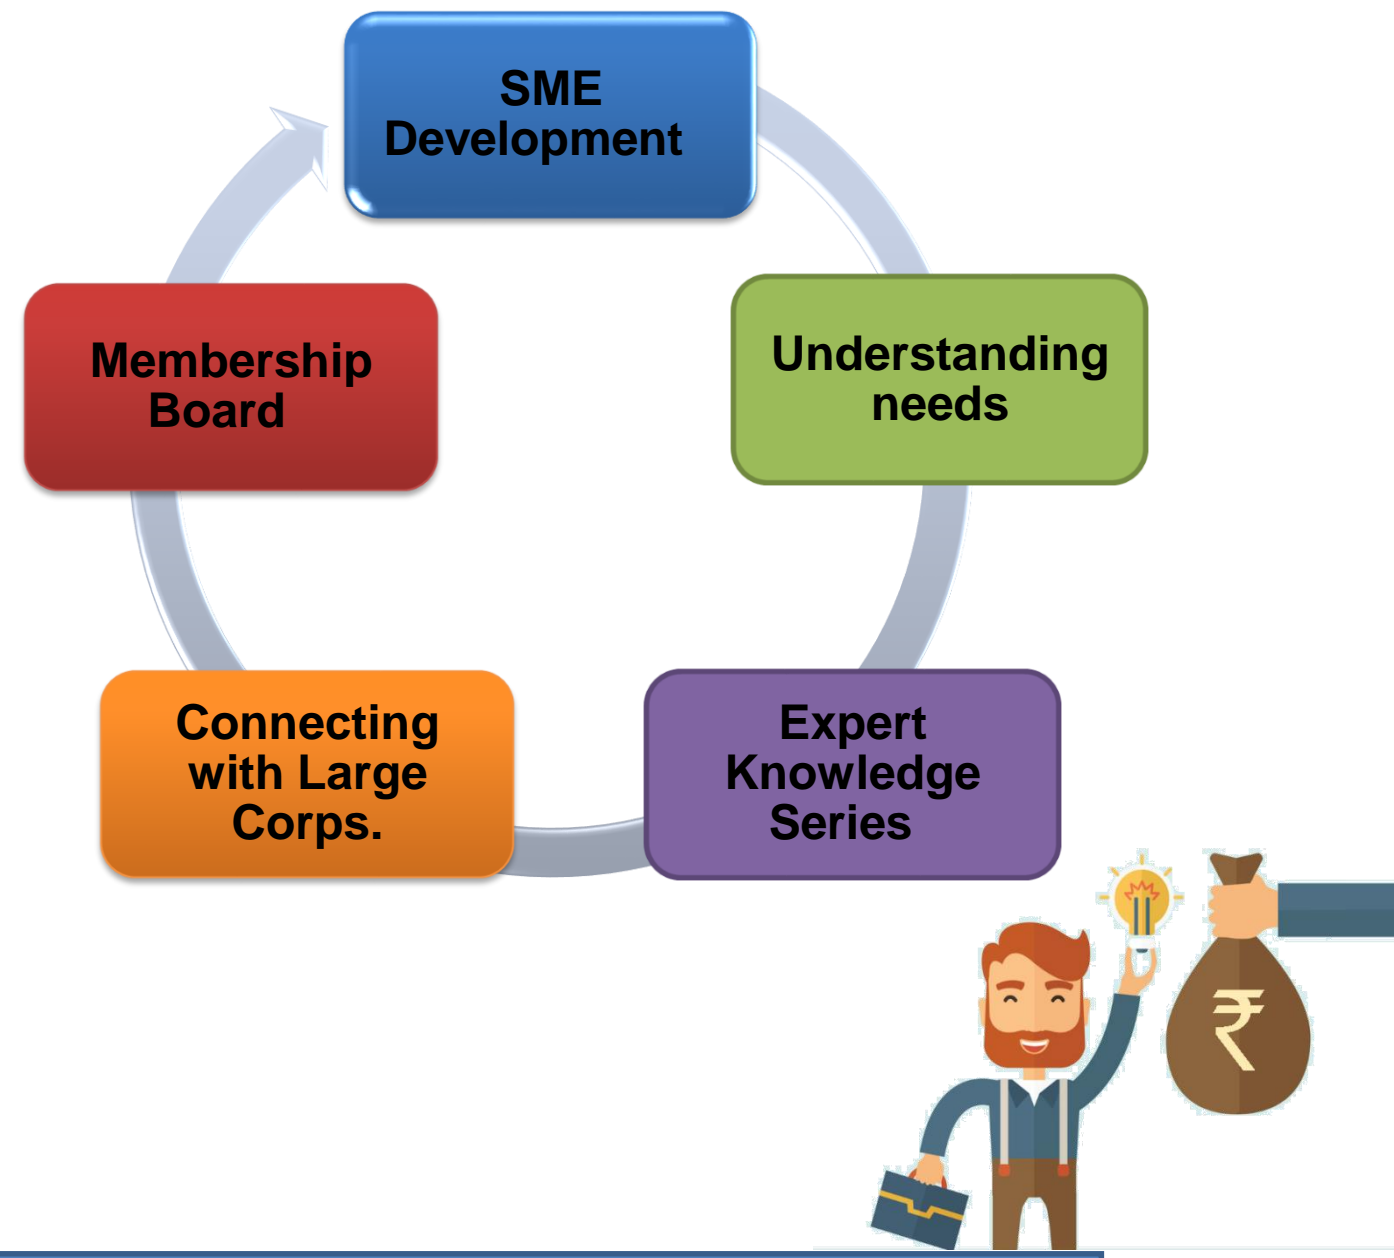 SME
Development
Understanding
needs
Expert
Knowledge
Series
Connecting
with Large
Corps.
Membership
Board
₹